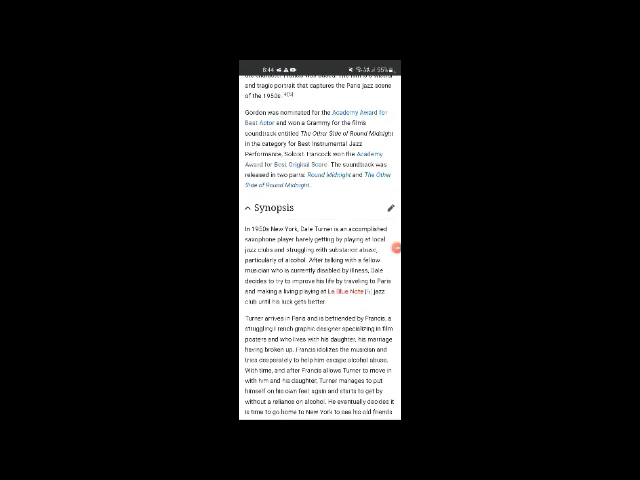 8:44 55%
and tragic portrait that captures the Paris jazz scene
of the 1950s.
Gordon was nominated for the Academy Award for
Best Actor and won a Grammy for the film's
soundtrack entitled The Other Side of Round Midnight
in the category for Best Instrumental Jazz
Performance, Soloist. Hancock won the Academy
Award for Best Original Score. The soundtrack was
released in two parts: Round Midnight and The Other
Side of Round Midnight.
Synopsis
In 1950s New York, Dale Turner is an accomplished
saxophone player barely getting by playing at local
jazz clubs and struggling with substance abuse,
particularly of alcohol. After talking with a fellow
musician who is currently disabled by illness, Dale
decides to try to improve his life by traveling to Paris
and making a living playing at Le Blue Note jazz
club until his luck gets better.
Turner arrives in Paris and is befriended by Francis, a
struggling French graphic designer specializing in film
posters and who lives with his daughter, his marriage
having broken up. Francis idolizes the musician and
tries desperately to help him escape alcohol abuse.
With time, and after Francis allows Turner to move in
with him and his daughter, Turner manages to put
himself on his own feet again and starts to get by
without a reliance on alcohol. He eventually decides it
is time to go home to New York to see his old friends